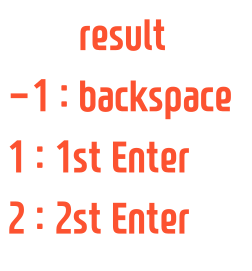 result
-1 : backspace
1 : 1st Enter
2 : 2st Enter